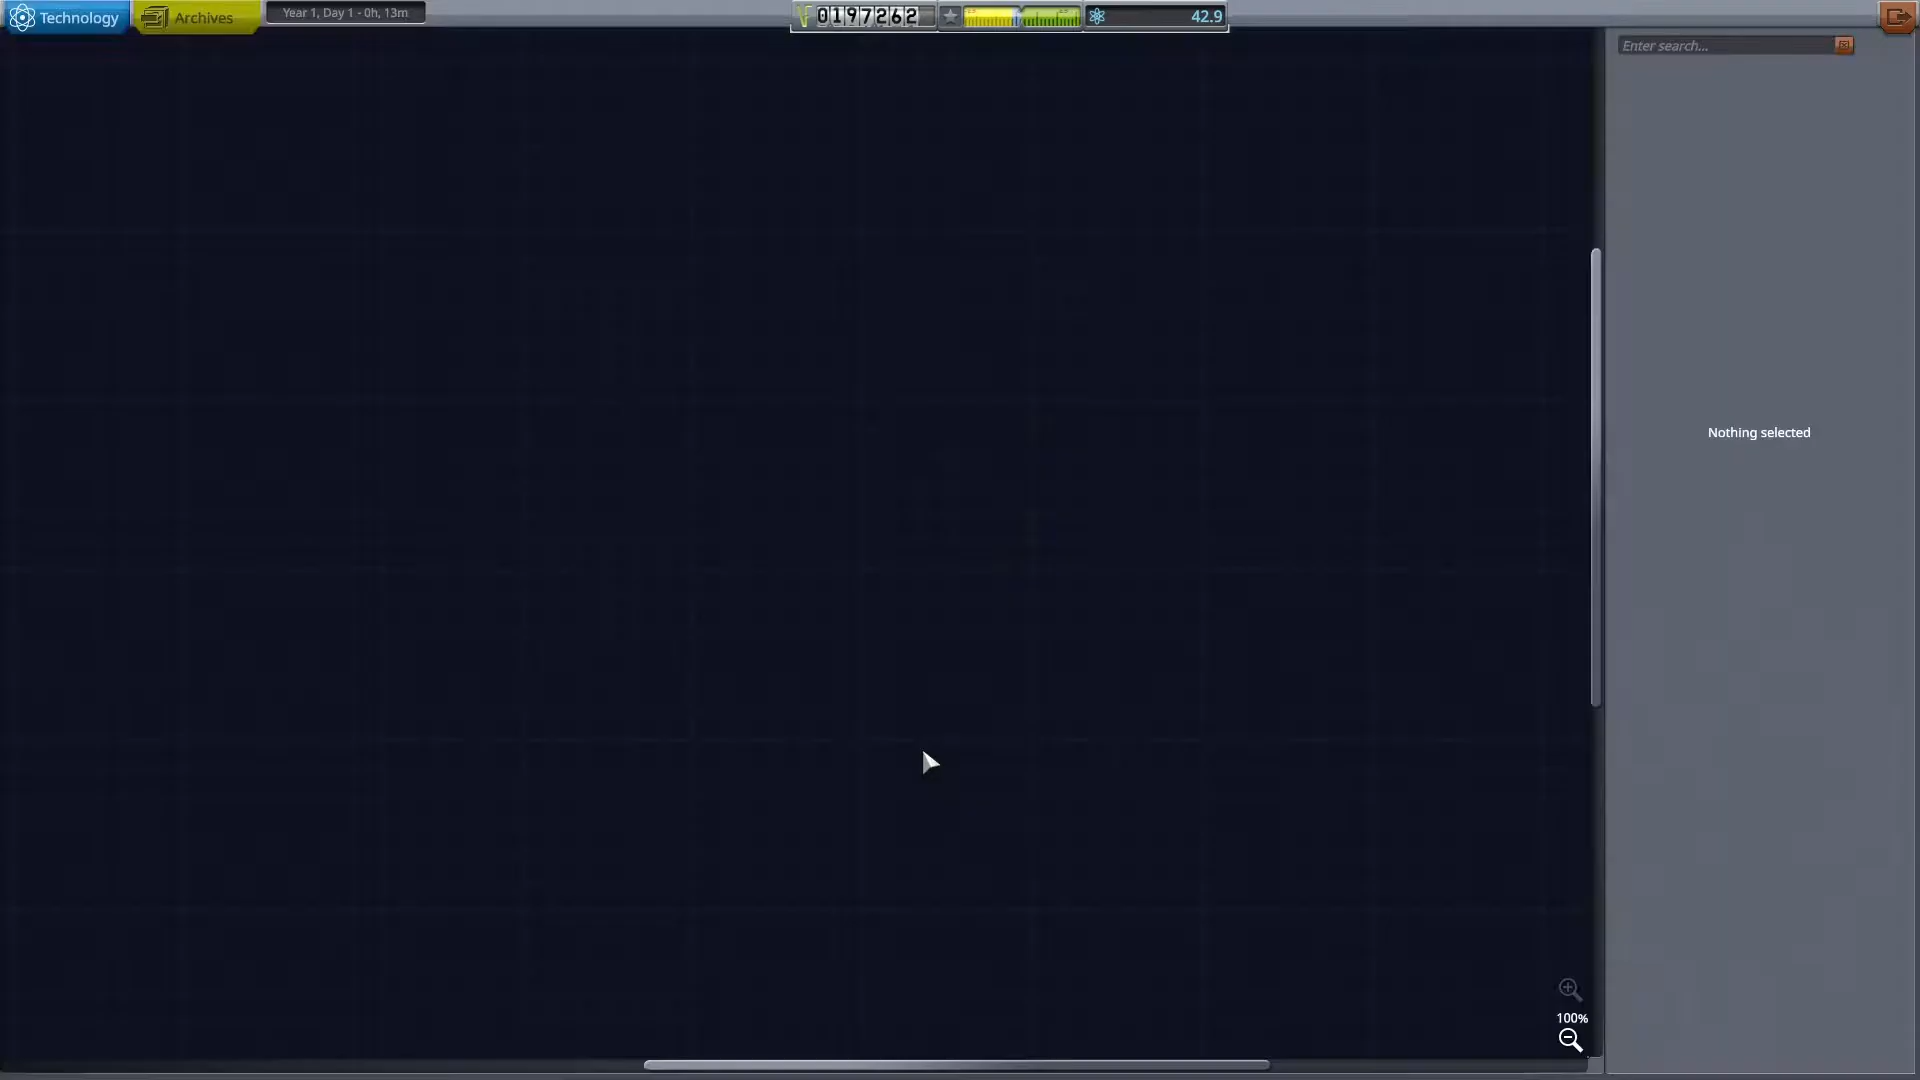 Technology
Archives
Year 1, Day 1 - 0h, 13m
0197262
42.9
Enter search...
Nothing selected
100%